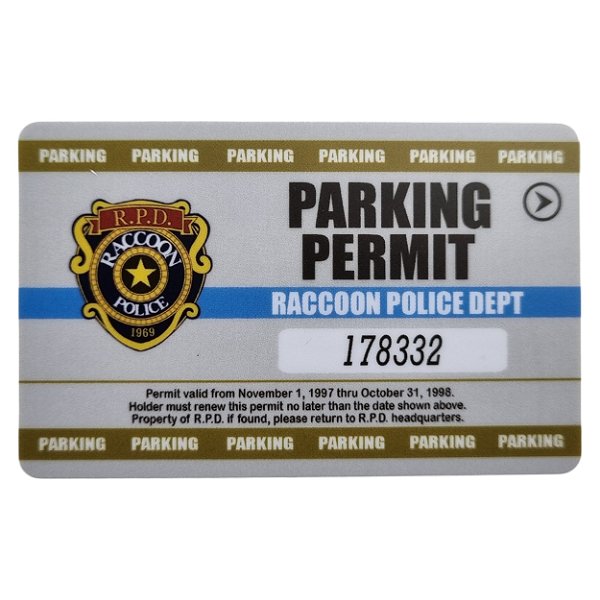 PARKING PARKING PARKING PARKING PARKING PARKING
R.P.D.
RACCOON
POLICE
1969
PARKING
PERMIT
RACCOON POLICE DEPT
178332
Permit valid from November 1, 1997 thru October 31, 1998.
Holder must renew this permit no later than the date shown above.
Property of R.P.D. if found, please return to R.P.D. headquarters.
PARKING PARKING PARKING PARKING PARKING PARKING